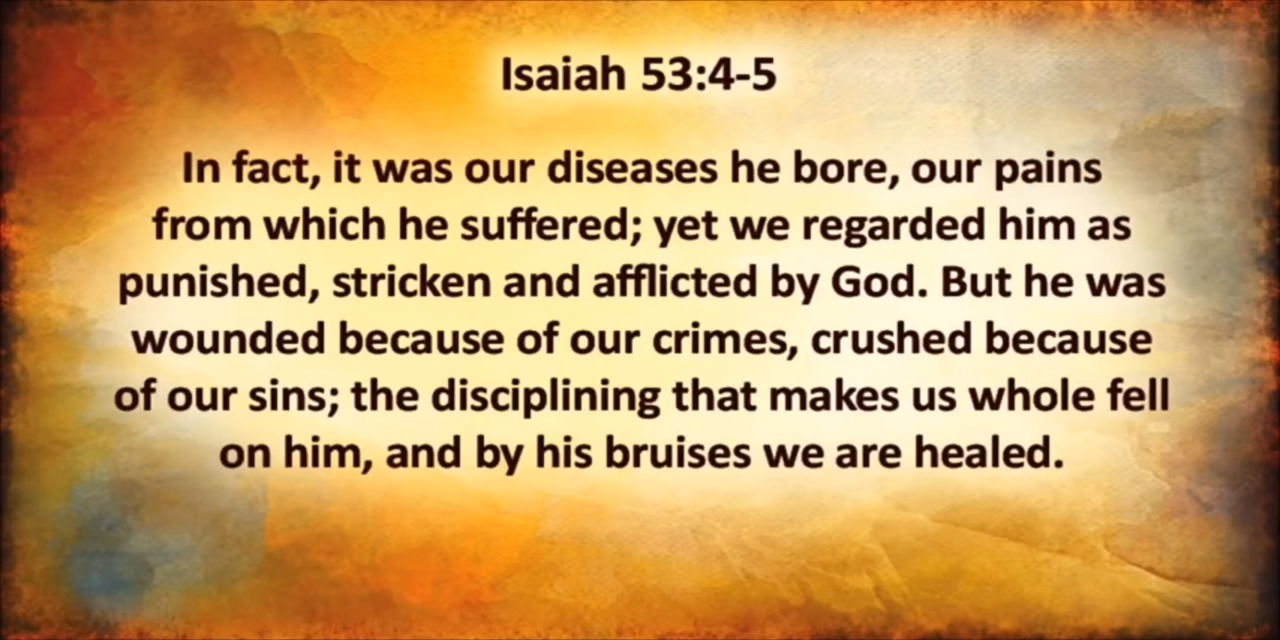 Isaiah 53:4-5
In fact, it was our diseases he bore, our pains
from which he suffered; yet we regarded him as
punished, stricken and afflicted by God. But he was
wounded because of our crimes, crushed because
of our sins; the disciplining that makes us whole fell
on him, and by his bruises we are healed.